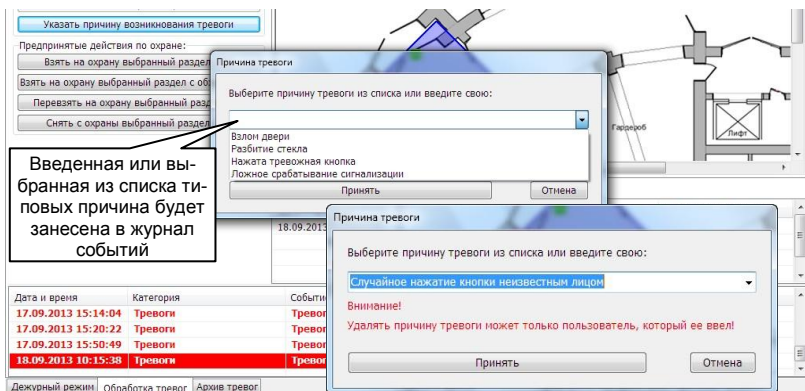 Указать причину возникнования тревоги
Предпринятые действия по охране:
Взять на охрану выбранный раздел
Взять на охрану выбранный раздел с об
Перевзять на охрану выбранный разд
Снять с охраны выбранный раздел
Причина тревоги
Выберите причину тревоги из списка или введите свою:
Взлом двери
Разбитие стекла
Нажата тревожная кнопка
Ложное срабатывание сигнализации
Принять
Отмена
Гардероб
Лифт
Введенная или вы-
бранная из списка ти-
повых причина будет
занесена в журнал
событий
18.09.2013
Причина тревоги
Выберите причину тревоги из списка или введите свою:
Случайное нажатие кнопки неизвестным лицом
Внимание!
Удалять причину тревоги может только пользователь, который ее ввел!
Принять
Отмена
Дата и время Категория Событи
17.09.2013 15:14:04 Тревоги Тревог
17.09.2013 15:20:22 Тревоги Тревог
17.09.2013 15:50:49 Тревоги Тревог
18.09.2013 10:15:38 Тревоги Тревог
Дежурный режим Обработка тревог Архив тревог